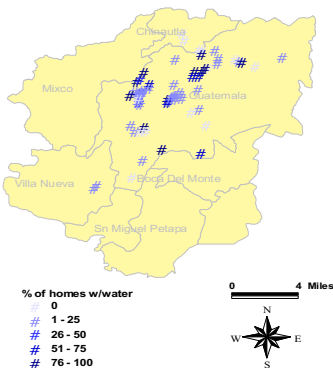 Chinautla
Mixco
Guatemala
Villa Nueva
Boca Del Monte
Sn Miguel Petapa
% of homes w/water
# 0
# 1 - 25
# 26 - 50
# 51 - 75
# 76 - 100
0 4 Miles
N
W E
S